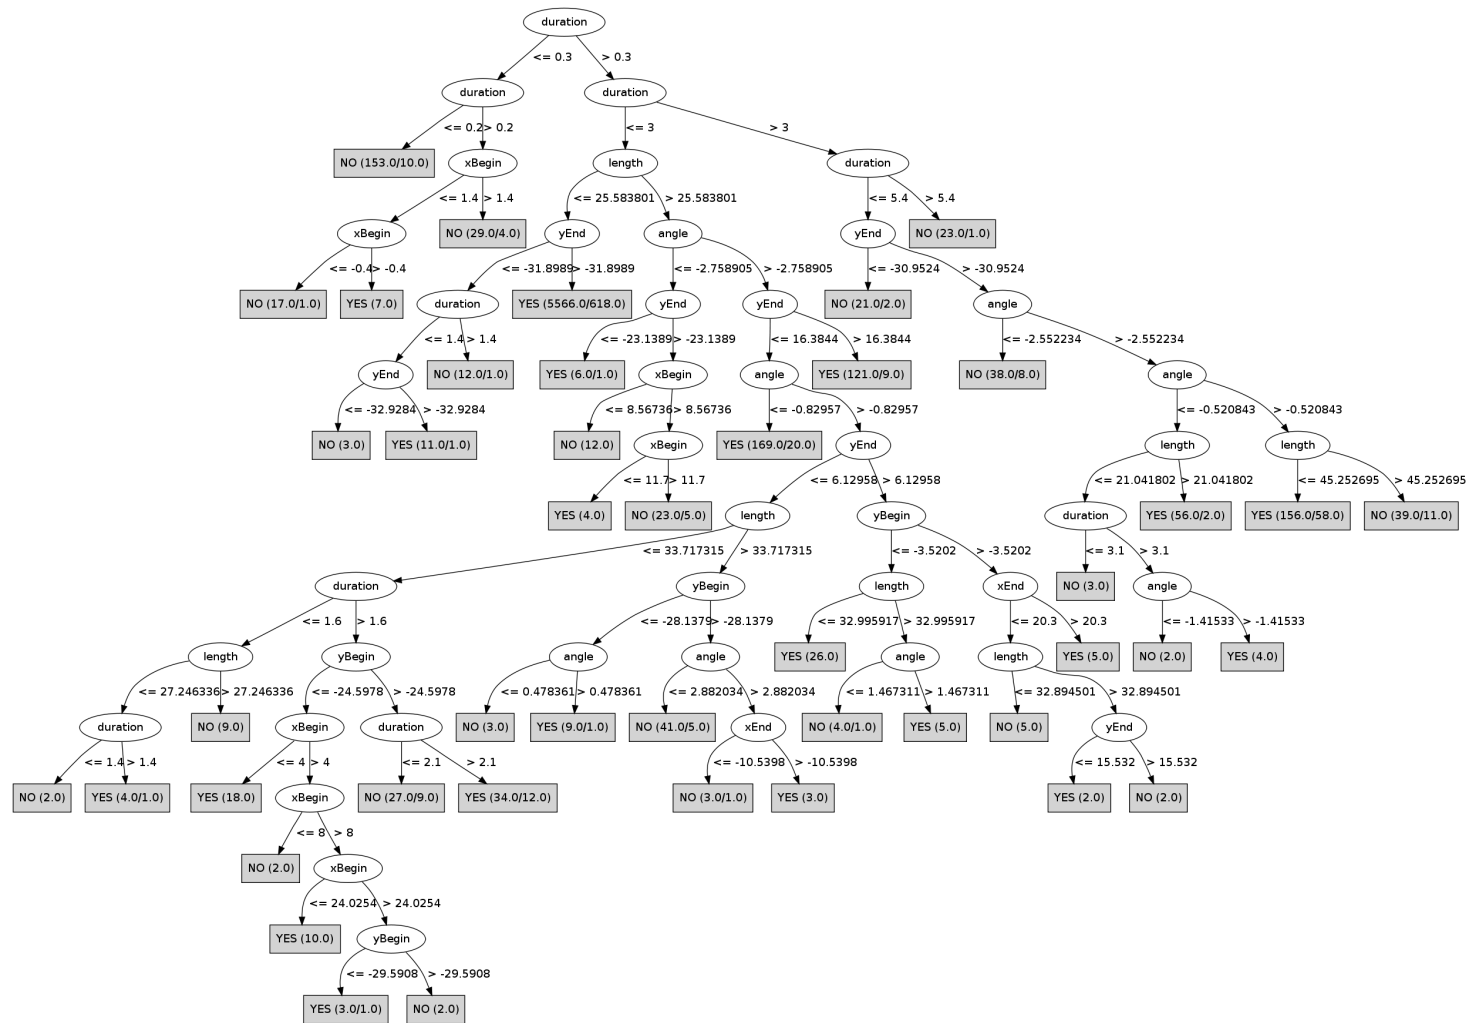 duration
<= 0.3 > 0.3
duration duration
<= 0.2 > 0.2 <= 3 > 3
NO (153.0/10.0) xBegin length duration
<= 1.4 > 1.4 <= 25.583801 > 25.583801 <= 5.4 > 5.4
xBegin NO (29.0/4.0) yEnd angle yEnd NO (23.0/1.0)
<= -0.4 > -0.4 <= -31.8989 > -31.8989 <= -2.758905 > -2.758905 <= -30.9524 > -30.9524
NO (17.0/1.0) YES (7.0) duration YES (5566.0/618.0) yEnd yEnd NO (21.0/2.0) angle
<= 1.4 > 1.4 <= -23.1389 > -23.1389 <= 16.3844 > 16.3844 <= -2.552234 > -2.552234
yEnd NO (12.0/1.0) YES (6.0/1.0) xBegin angle YES (121.0/9.0) NO (38.0/8.0) angle
<= -32.9284 > -32.9284 <= 8.56736 > 8.56736 <= -0.82957 > -0.82957 <= -0.520843 > -0.520843
NO (3.0) YES (11.0/1.0) NO (12.0) xBegin YES (169.0/20.0) yEnd length length
<= 11.7 > 11.7 <= 6.12958 > 6.12958 <= 21.041802 > 21.041802 <= 45.252695 > 45.252695
YES (4.0) NO (23.0/5.0) length yBegin duration YES (56.0/2.0) YES (156.0/58.0) NO (39.0/11.0)
<= 33.717315 > 33.717315 <= -3.5202 > -3.5202 <= 3.1 > 3.1
duration yBegin length xEnd NO (3.0) angle
<= 1.6 > 1.6 <= -28.1379 > -28.1379 <= 32.995917 > 32.995917 <= 20.3 > 20.3 <= -1.41533 > -1.41533
length yBegin angle angle YES (26.0) angle length YES (5.0) NO (2.0) YES (4.0)
<= 27.246336 > 27.246336 <= -24.5978 > -24.5978 <= 0.478361 > 0.478361 <= 2.882034 > 2.882034 <= 1.467311 > 1.467311 <= 32.894501 > 32.894501
duration NO (9.0) xBegin duration NO (3.0) YES (9.0/1.0) NO (41.0/5.0) xEnd NO (4.0/1.0) YES (5.0) NO (5.0) yEnd
<= 1.4 > 1.4 <= 4 > 4 <= 2.1 > 2.1 <= -10.5398 > -10.5398 <= 15.532 > 15.532
NO (2.0) YES (4.0/1.0) YES (18.0) xBegin NO (27.0/9.0) YES (34.0/12.0) NO (3.0/1.0) YES (3.0) YES (2.0) NO (2.0)
<= 8 > 8
NO (2.0) xBegin
<= 24.0254 > 24.0254
YES (10.0) yBegin
<= -29.5908 > -29.5908
YES (3.0/1.0) NO (2.0)